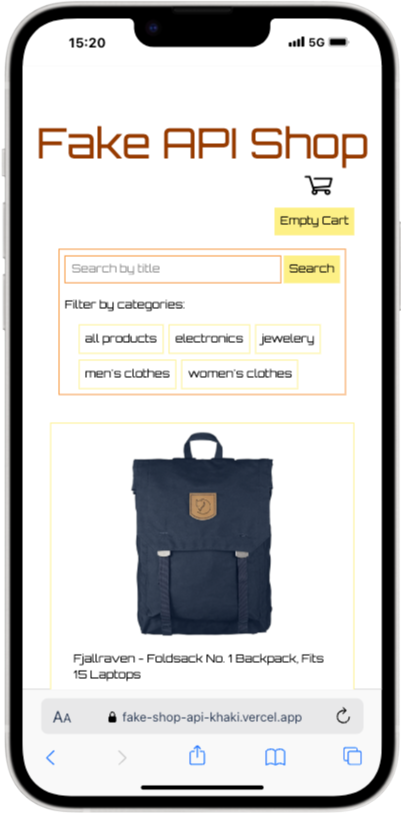 15:20
5G
Fake API Shop
Empty Cart
Search by title
Search
Filter by categories:
all products
electronics
jewelery
men's clothes
women's clothes
Fjallraven - Foldsack No. 1 Backpack, Fits
15 Laptops
AA
fake-shop-api-khaki.vercel.app